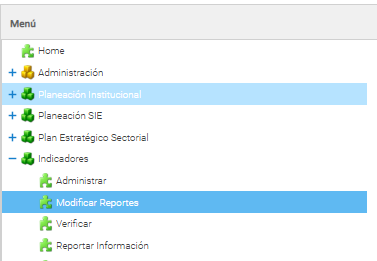 Menú
Home
Administración
Planeación Institucional
Planeación SIE
Plan Estratégico Sectorial
Indicadores
Administrar
Modificar Reportes
Verificar
Reportar Información